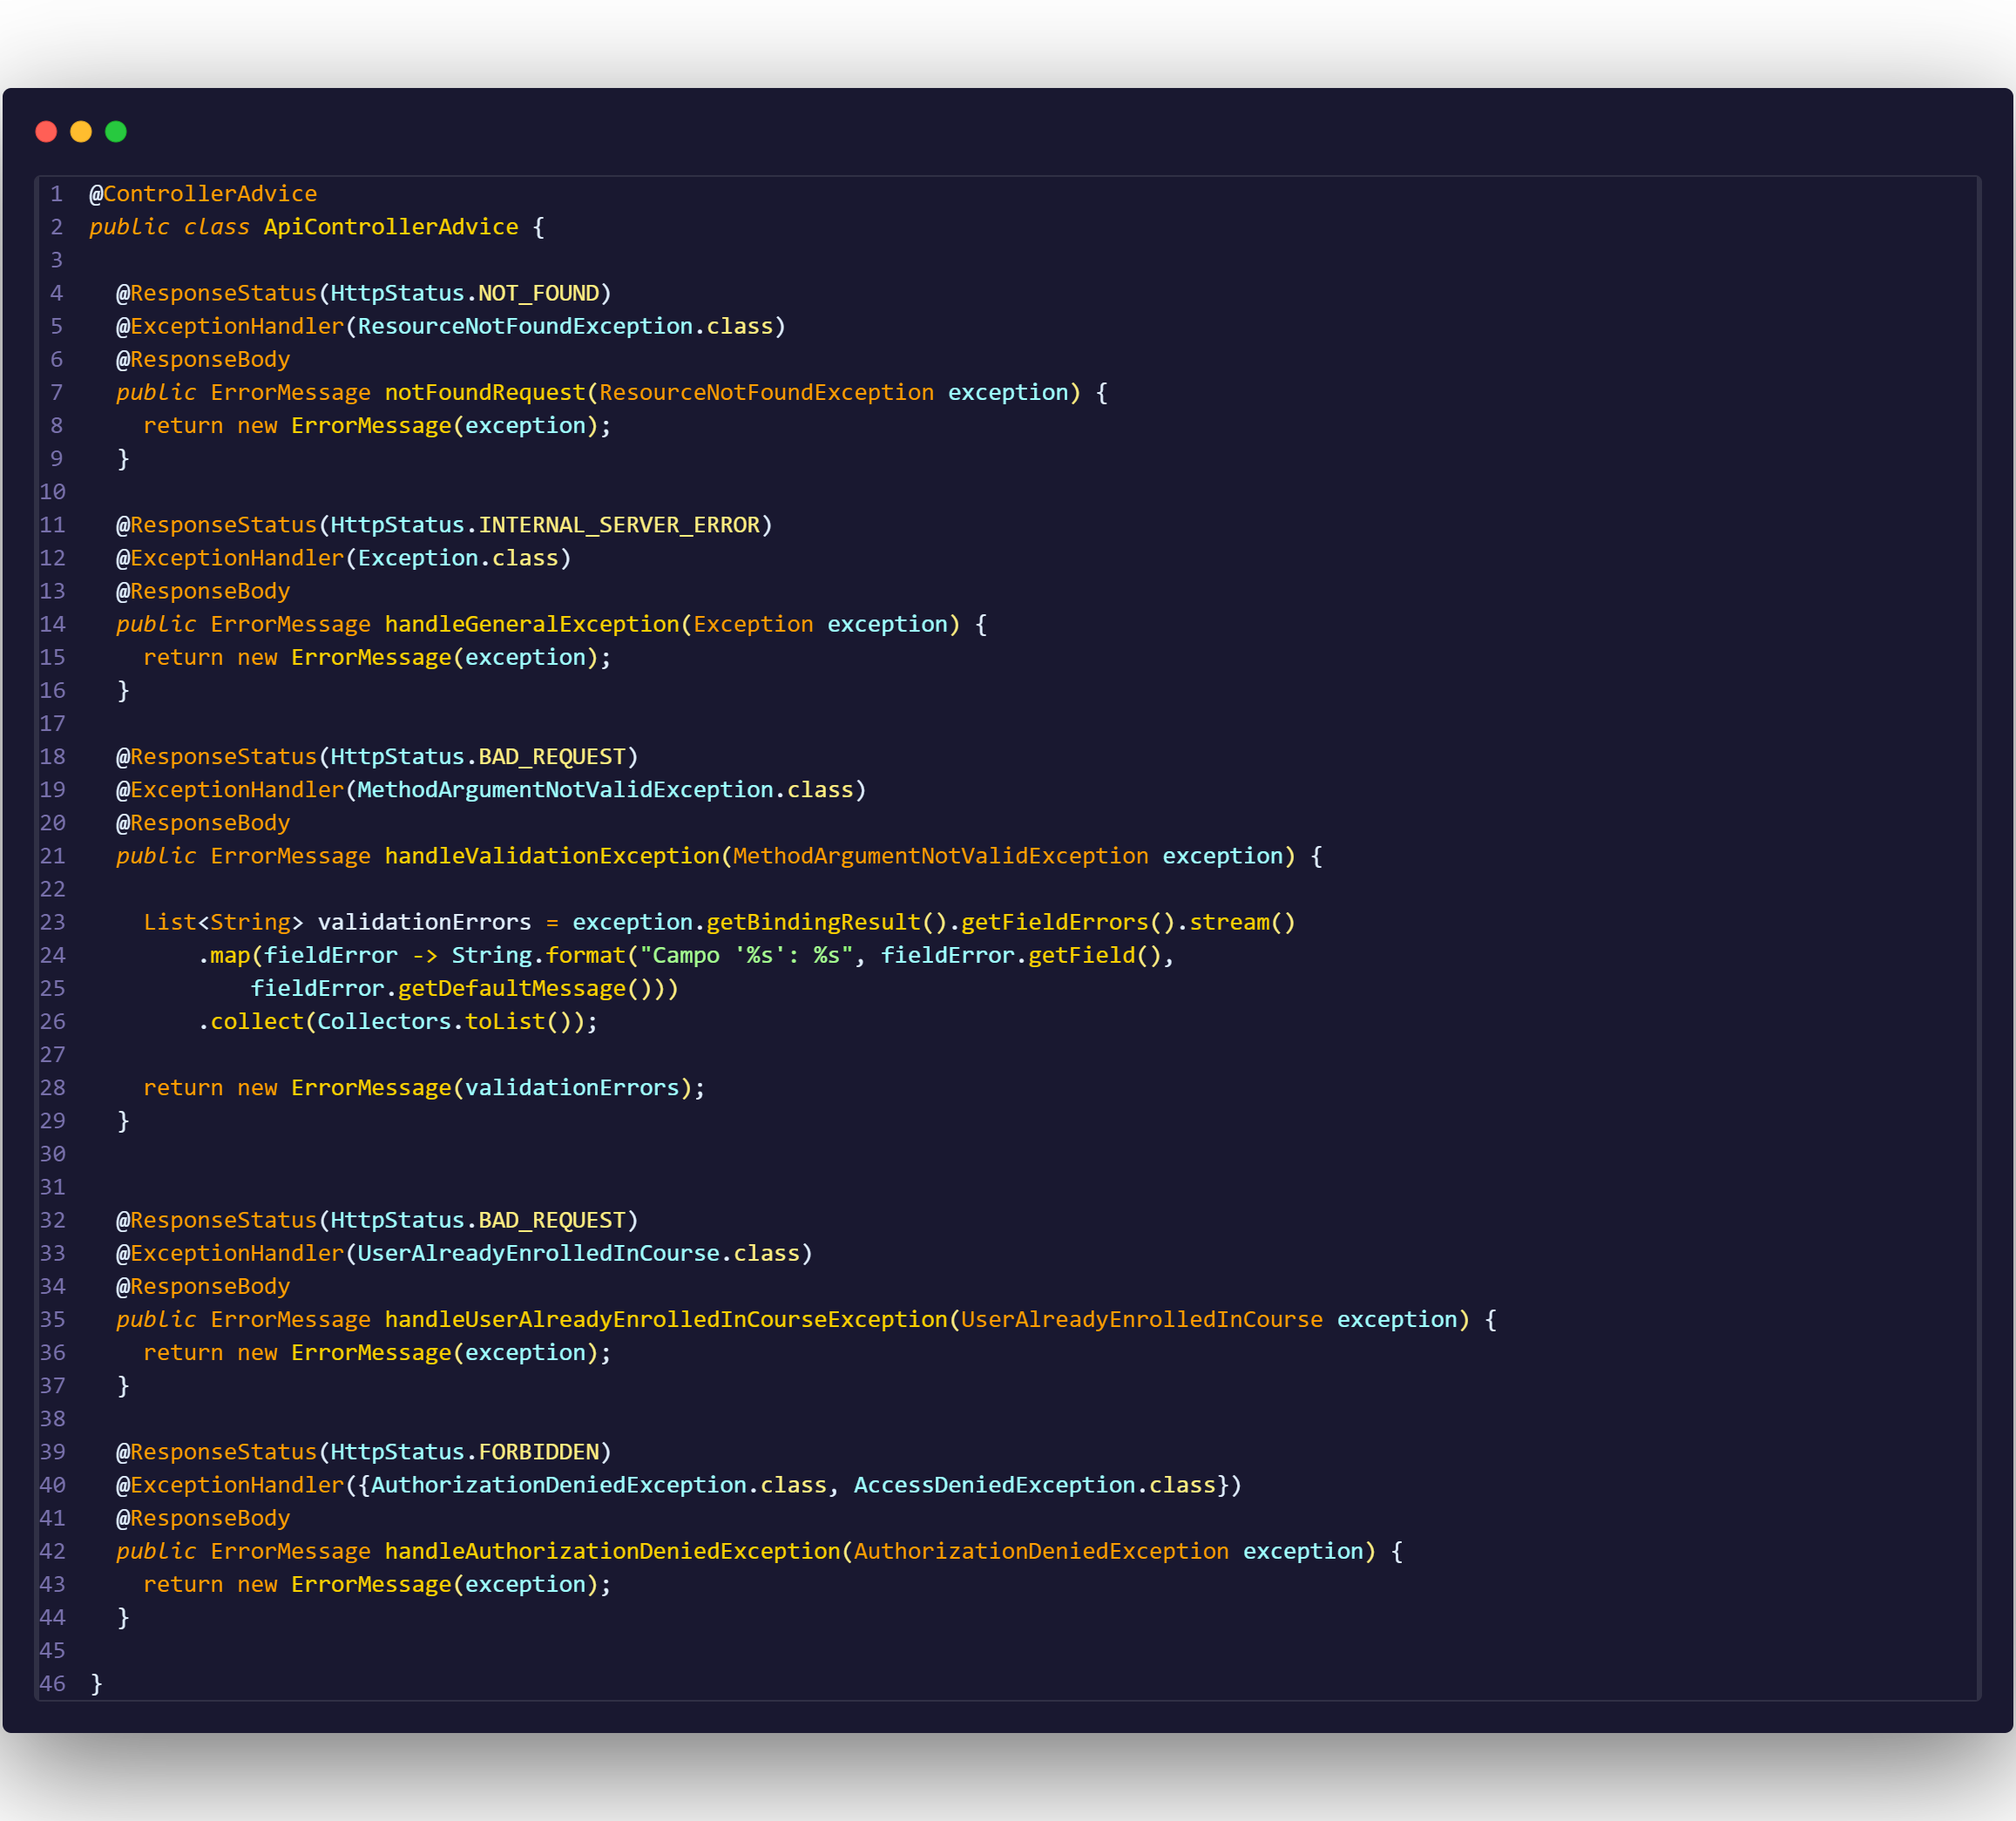 1 @ControllerAdvice
2 public class ApiControllerAdvice {
3
4 @ResponseStatus(HttpStatus.NOT_FOUND)
5 @ExceptionHandler(ResourceNotFoundException.class)
6 @ResponseBody
7 public ErrorMessage notFoundRequest(ResourceNotFoundException exception) {
8 return new ErrorMessage(exception);
9 }
10
11 @ResponseStatus(HttpStatus.INTERNAL_SERVER_ERROR)
12 @ExceptionHandler(Exception.class)
13 @ResponseBody
14 public ErrorMessage handleGeneralException(Exception exception) {
15 return new ErrorMessage(exception);
16 }
17
18 @ResponseStatus(HttpStatus.BAD_REQUEST)
19 @ExceptionHandler(MethodArgumentNotValidException.class)
20 @ResponseBody
21 public ErrorMessage handleValidationException(MethodArgumentNotValidException exception) {
22
23 List<String> validationErrors = exception.getBindingResult().getFieldErrors().stream()
24 .map(fieldError -> String.format("Campo '%s': %s", fieldError.getField(),
25 fieldError.getDefaultMessage()))
26 .collect(Collectors.toList());
27
28 return new ErrorMessage(validationErrors);
29 }
30
31
32 @ResponseStatus(HttpStatus.BAD_REQUEST)
33 @ExceptionHandler(UserAlreadyEnrolledInCourse.class)
34 @ResponseBody
35 public ErrorMessage handleUserAlreadyEnrolledInCourseException(UserAlreadyEnrolledInCourse exception) {
36 return new ErrorMessage(exception);
37 }
38
39 @ResponseStatus(HttpStatus.FORBIDDEN)
40 @ExceptionHandler({AuthorizationDeniedException.class, AccessDeniedException.class})
41 @ResponseBody
42 public ErrorMessage handleAuthorizationDeniedException(AuthorizationDeniedException exception) {
43 return new ErrorMessage(exception);
44 }
45
46 }